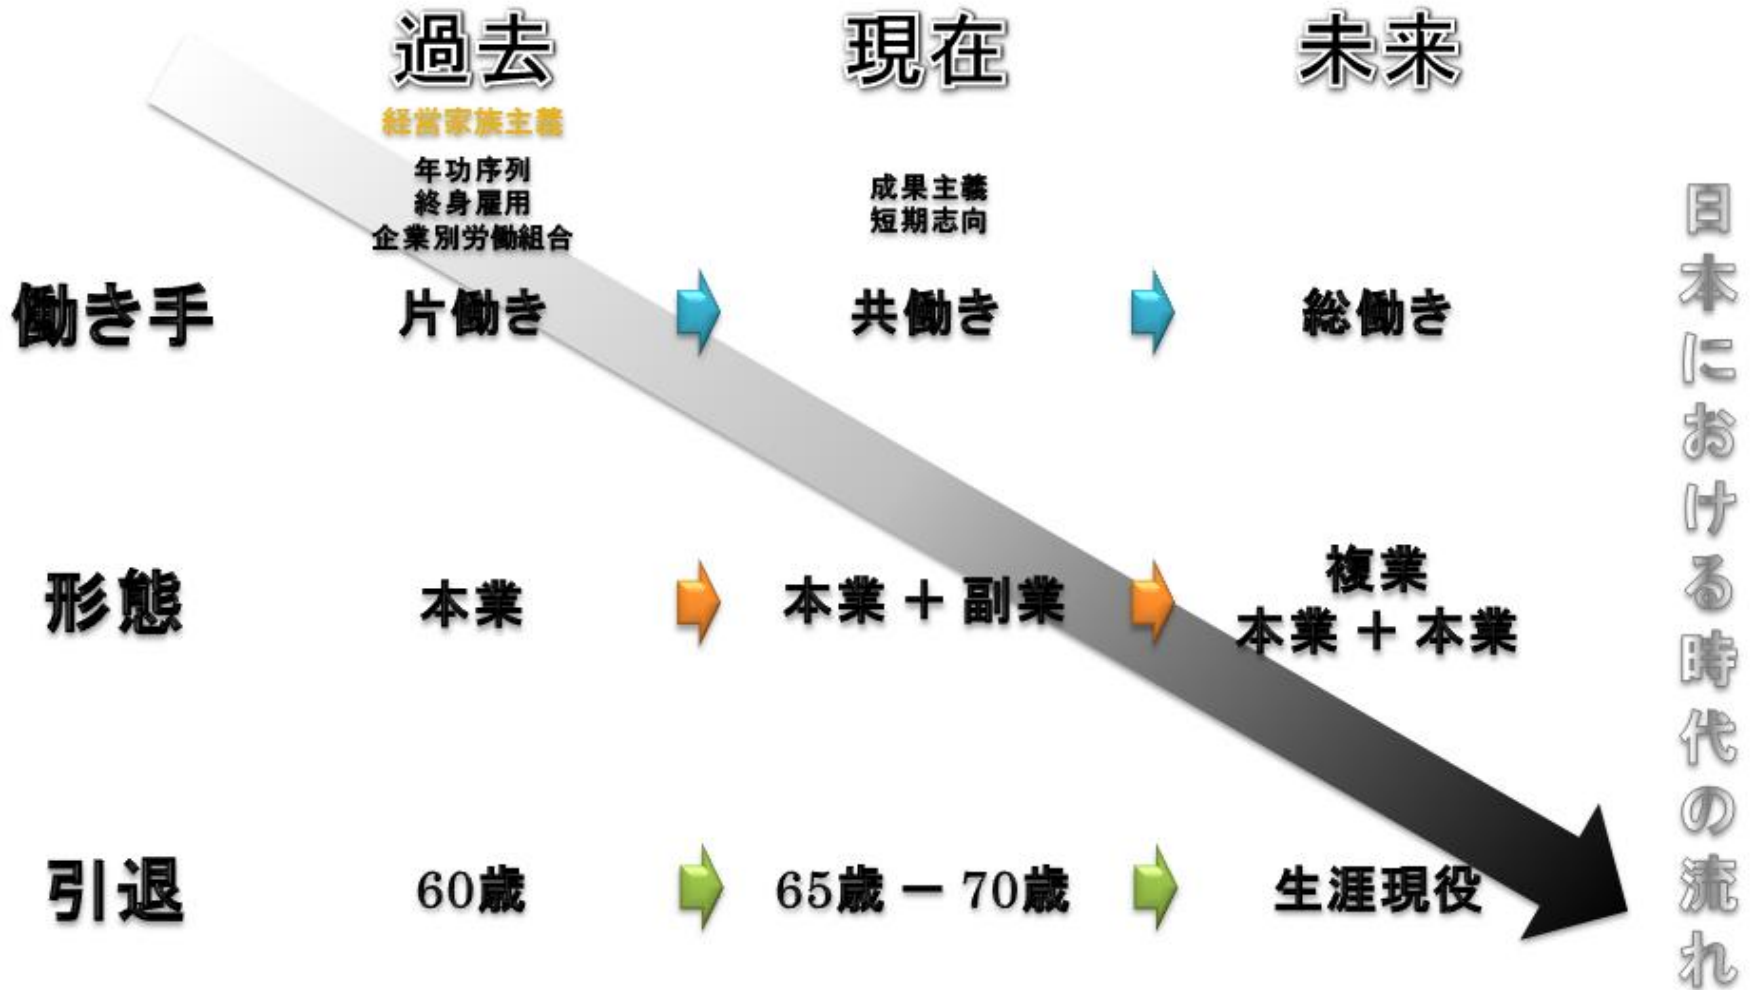 過去
現在
未来
経営家族主義
年功序列
終身雇用
企業別労働組合
成果主義
短期志向
働き手
片働き
共働き
総働き
形態
本業
本業 + 副業
複業
本業 + 本業
引退
60歳
65歳 － 70歳
生涯現役
日本における時代の流れ